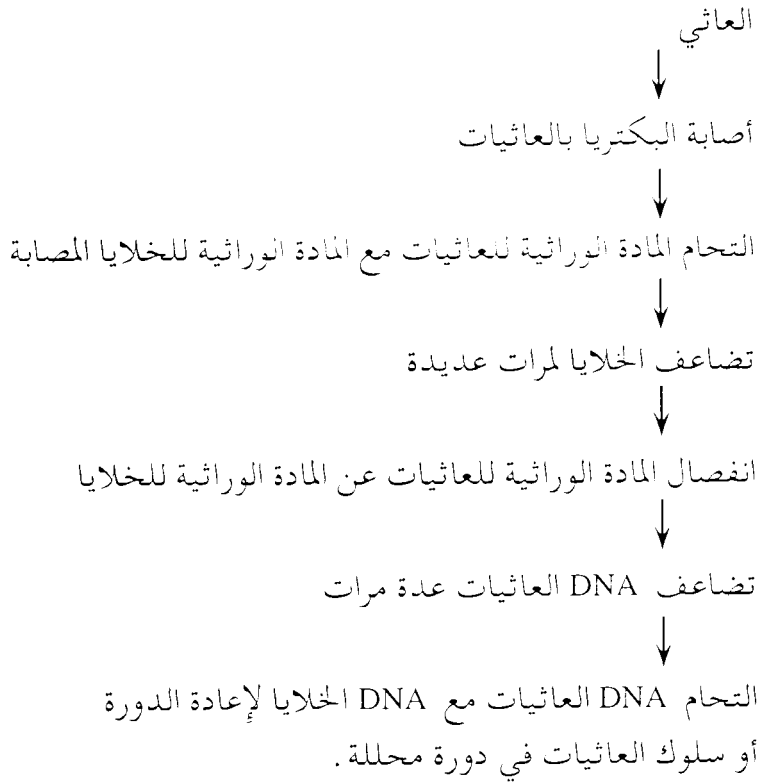 العاثي
أصابة البكتريا بالعاثيات
التحام المادة الوراثية للعاثيات مع المادة الوراثية للخلايا المصابة
تضاعف الخلايا لمرات عديدة
انفصال المادة الوراثية للعاثيات عن المادة الوراثية للخلايا
تضاعف DNA العاثيات عدة مرات
التحام DNA العاثيات مع DNA الخلايا لإعادة الدورة
أو سلوك العاثيات في دورة محللة .